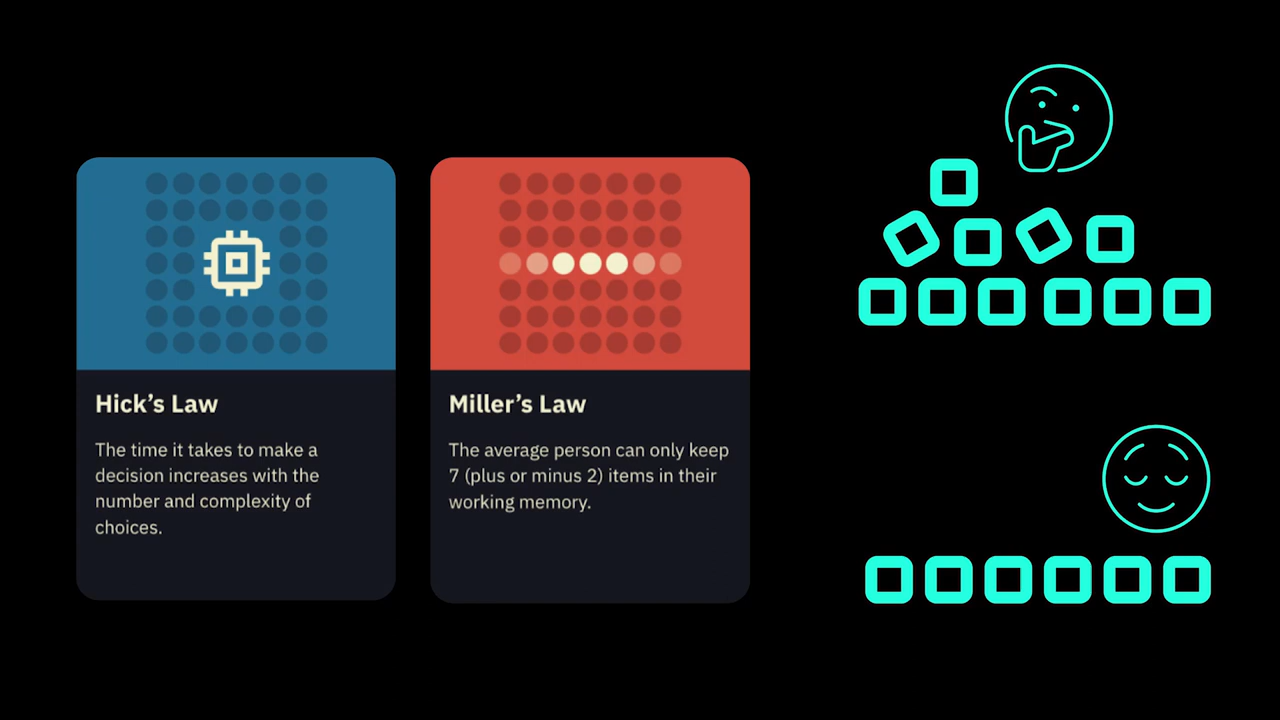 Hick’s Law
The time it takes to make a
decision increases with the
number and complexity of
choices.
Miller’s Law
The average person can only keep
7 (plus or minus 2) items in their
working memory.